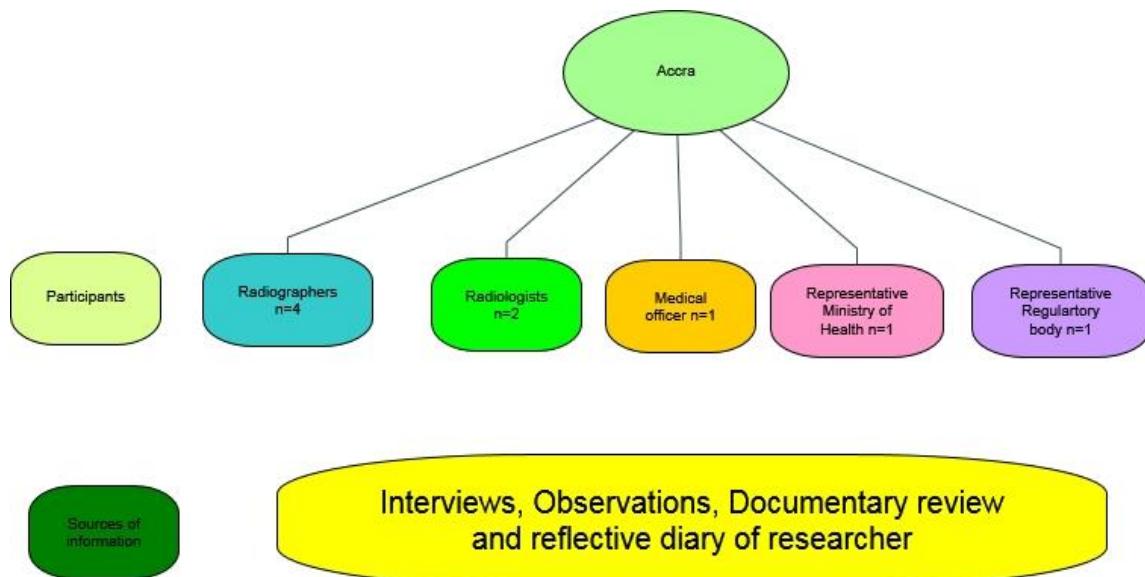 Accra
Participants
Radiographers
n=4
Radiologists
n=2
Medical
officer n=1
Representative
Ministry of
Health n=1
Representative
Regulartory
body n=1
Sources of
information
Interviews, Observations, Documentary review
and reflective diary of researcher